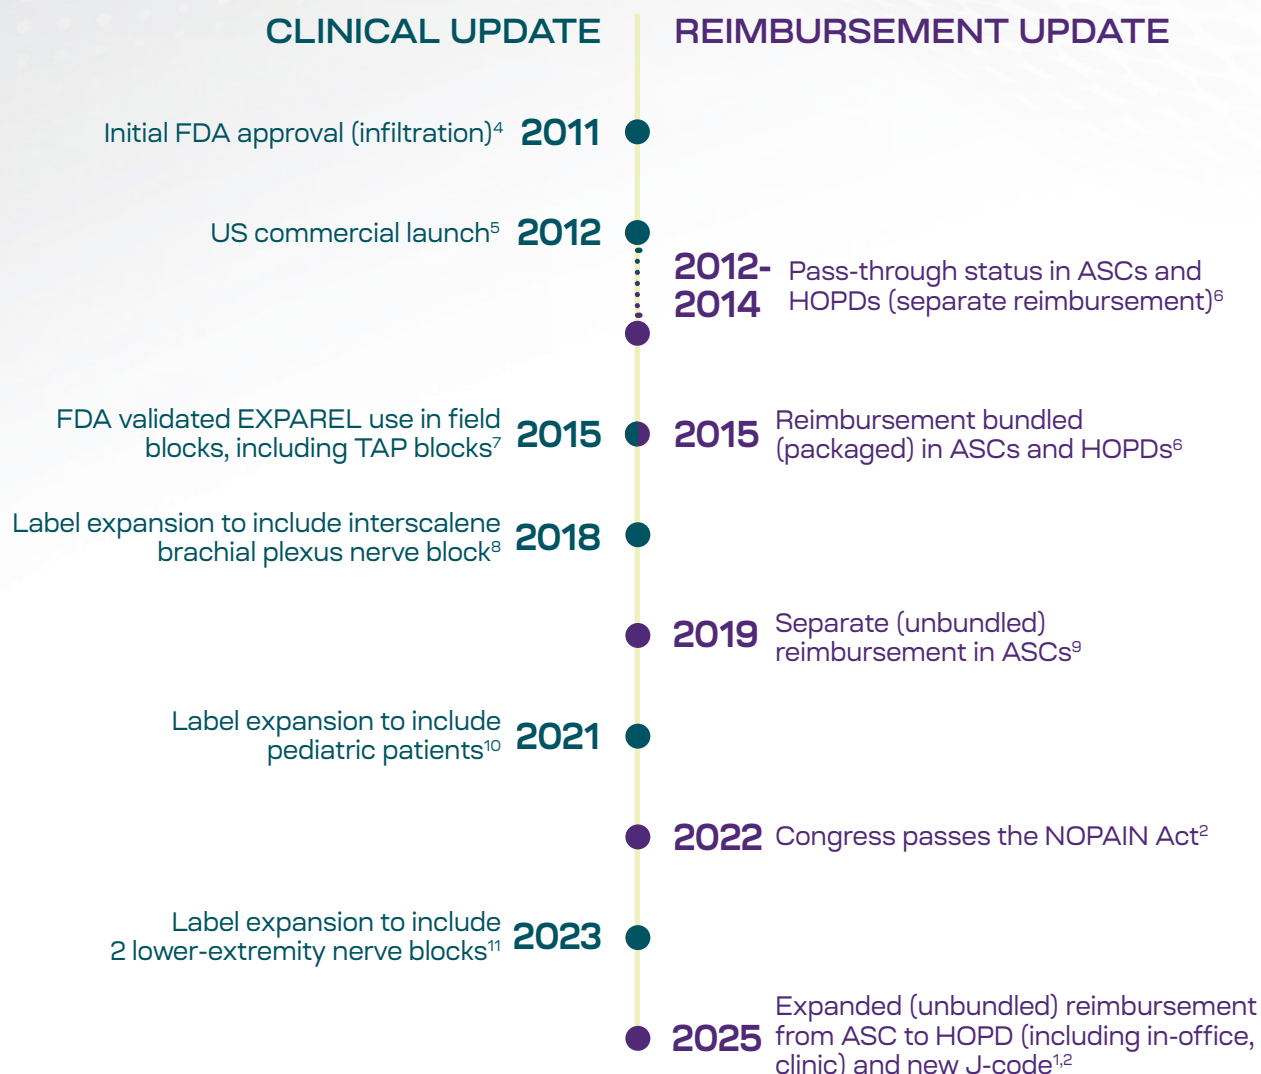 CLINICAL UPDATE
REIMBURSEMENT UPDATE
Initial FDA approval (infiltration)⁴ 2011
US commercial launch⁵ 2012
2012-
2014
Pass-through status in ASCs and
HOPDs (separate reimbursement)⁶
FDA validated EXPAREL use in field
blocks, including TAP blocks⁷
2015
2015
Reimbursement bundled
(packaged) in ASCs and HOPDs⁶
Label expansion to include interscalene
brachial plexus nerve block⁸
2018
2019
Separate (unbundled)
reimbursement in ASCs⁹
Label expansion to include
pediatric patients¹⁰
2021
2022 Congress passes the NOPAIN Act²
Label expansion to include
2 lower-extremity nerve blocks¹¹
2023
2025
Expanded (unbundled) reimbursement
from ASC to HOPD (including in-office,
clinic) and new J-code¹,²